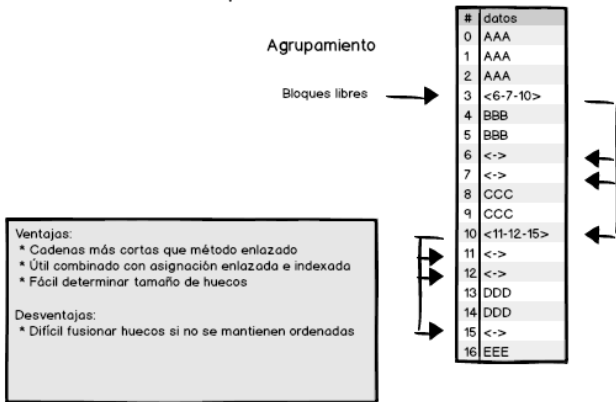 Agrupamiento
Bloques libres
# datos
0 AAA
1 AAA
2 AAA
3 <6-7-10>
4 BBB
5 BBB
6 <->
7 <->
8 CCC
9 CCC
10 <11-12-15>
11 <->
12 <->
13 DDD
14 DDD
15 <->
16 EEE
Ventajas:
* Cadenas más cortas que método enlazado
* Útil combinado con asignación enlazada e indexada
* Fácil determinar tamaño de huecos
Desventajas:
* Difícil fusionar huecos si no se mantienen ordenadas